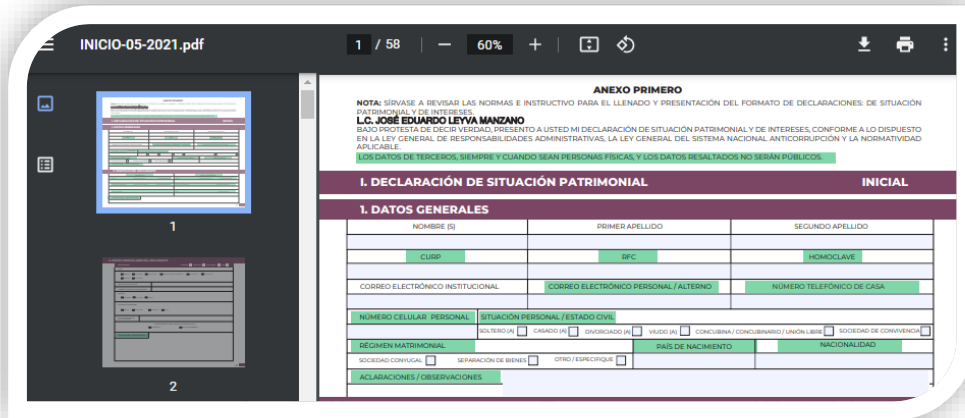 INICIO-05-2021.pdf
1 / 58
60%
1
2
ANEXO PRIMERO
NOTA: SÍRVASE A REVISAR LAS NORMAS E INSTRUCTIVO PARA EL LLENADO Y PRESENTACIÓN DEL FORMATO DE DECLARACIONES: DE SITUACIÓN
PATRIMONIAL Y DE INTERESES.
L.C. JOSÉ EDUARDO LEYVA MANZANO
BAJO PROTESTA DE DECIR VERDAD, PRESENTO A USTED MI DECLARACIÓN DE SITUACIÓN PATRIMONIAL Y DE INTERESES, CONFORME A LO DISPUESTO
EN LA LEY GENERAL DE RESPONSABILIDADES ADMINISTRATIVAS, LA LEY GENERAL DEL SISTEMA NACIONAL ANTICORRUPCIÓN Y LA NORMATIVIDAD
APLICABLE.
LOS DATOS DE TERCEROS, SIEMPRE Y CUANDO SEAN PERSONAS FÍSICAS, Y LOS DATOS RESALTADOS NO SERÁN PÚBLICOS.
I. DECLARACIÓN DE SITUACIÓN PATRIMONIAL INICIAL
1. DATOS GENERALES
NOMBRE (S) PRIMER APELLIDO SEGUNDO APELLIDO
CURP RFC HOMOCLAVE
CORREO ELECTRÓNICO INSTITUCIONAL CORREO ELECTRÓNICO PERSONAL / ALTERNO NÚMERO TELEFÓNICO DE CASA
NÚMERO CELULAR PERSONAL SITUACIÓN PERSONAL / ESTADO CIVIL
SOLTERO (A) CASADO (A) DIVORCIADO (A) VIUDO (A) CONCUBINA / CONCUBINARIO / UNIÓN LIBRE SOCIEDAD DE CONVIVENCIA
RÉGIMEN MATRIMONIAL PAÍS DE NACIMIENTO NACIONALIDAD
SOCIEDAD CONYUGAL SEPARACIÓN DE BIENES OTRO / ESPECIFIQUE
ACLARACIONES / OBSERVACIONES